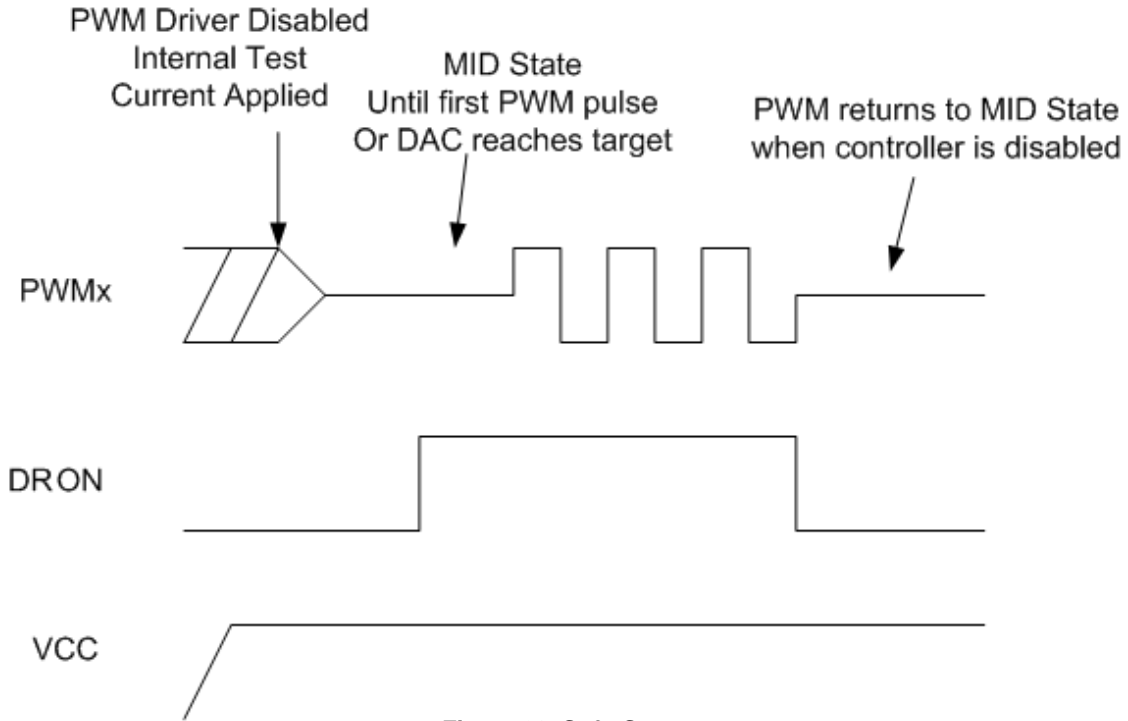 PWM Driver Disabled
Internal Test
Current Applied
MID State
Until first PWM pulse
Or DAC reaches target
PWM returns to MID State
when controller is disabled
PWMx
DRON
VCC